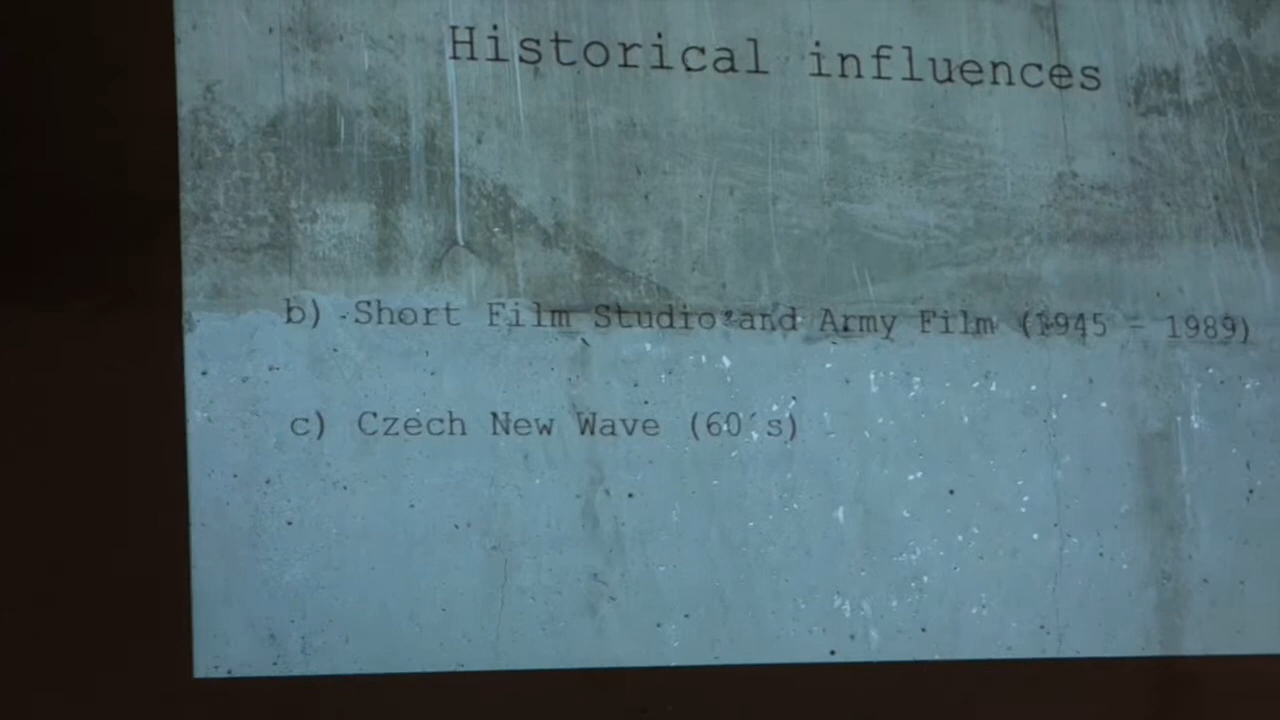 Historical influences
b) Short Film Studio and Army Film (1945 - 1989)
c) Czech New Wave (60´s)